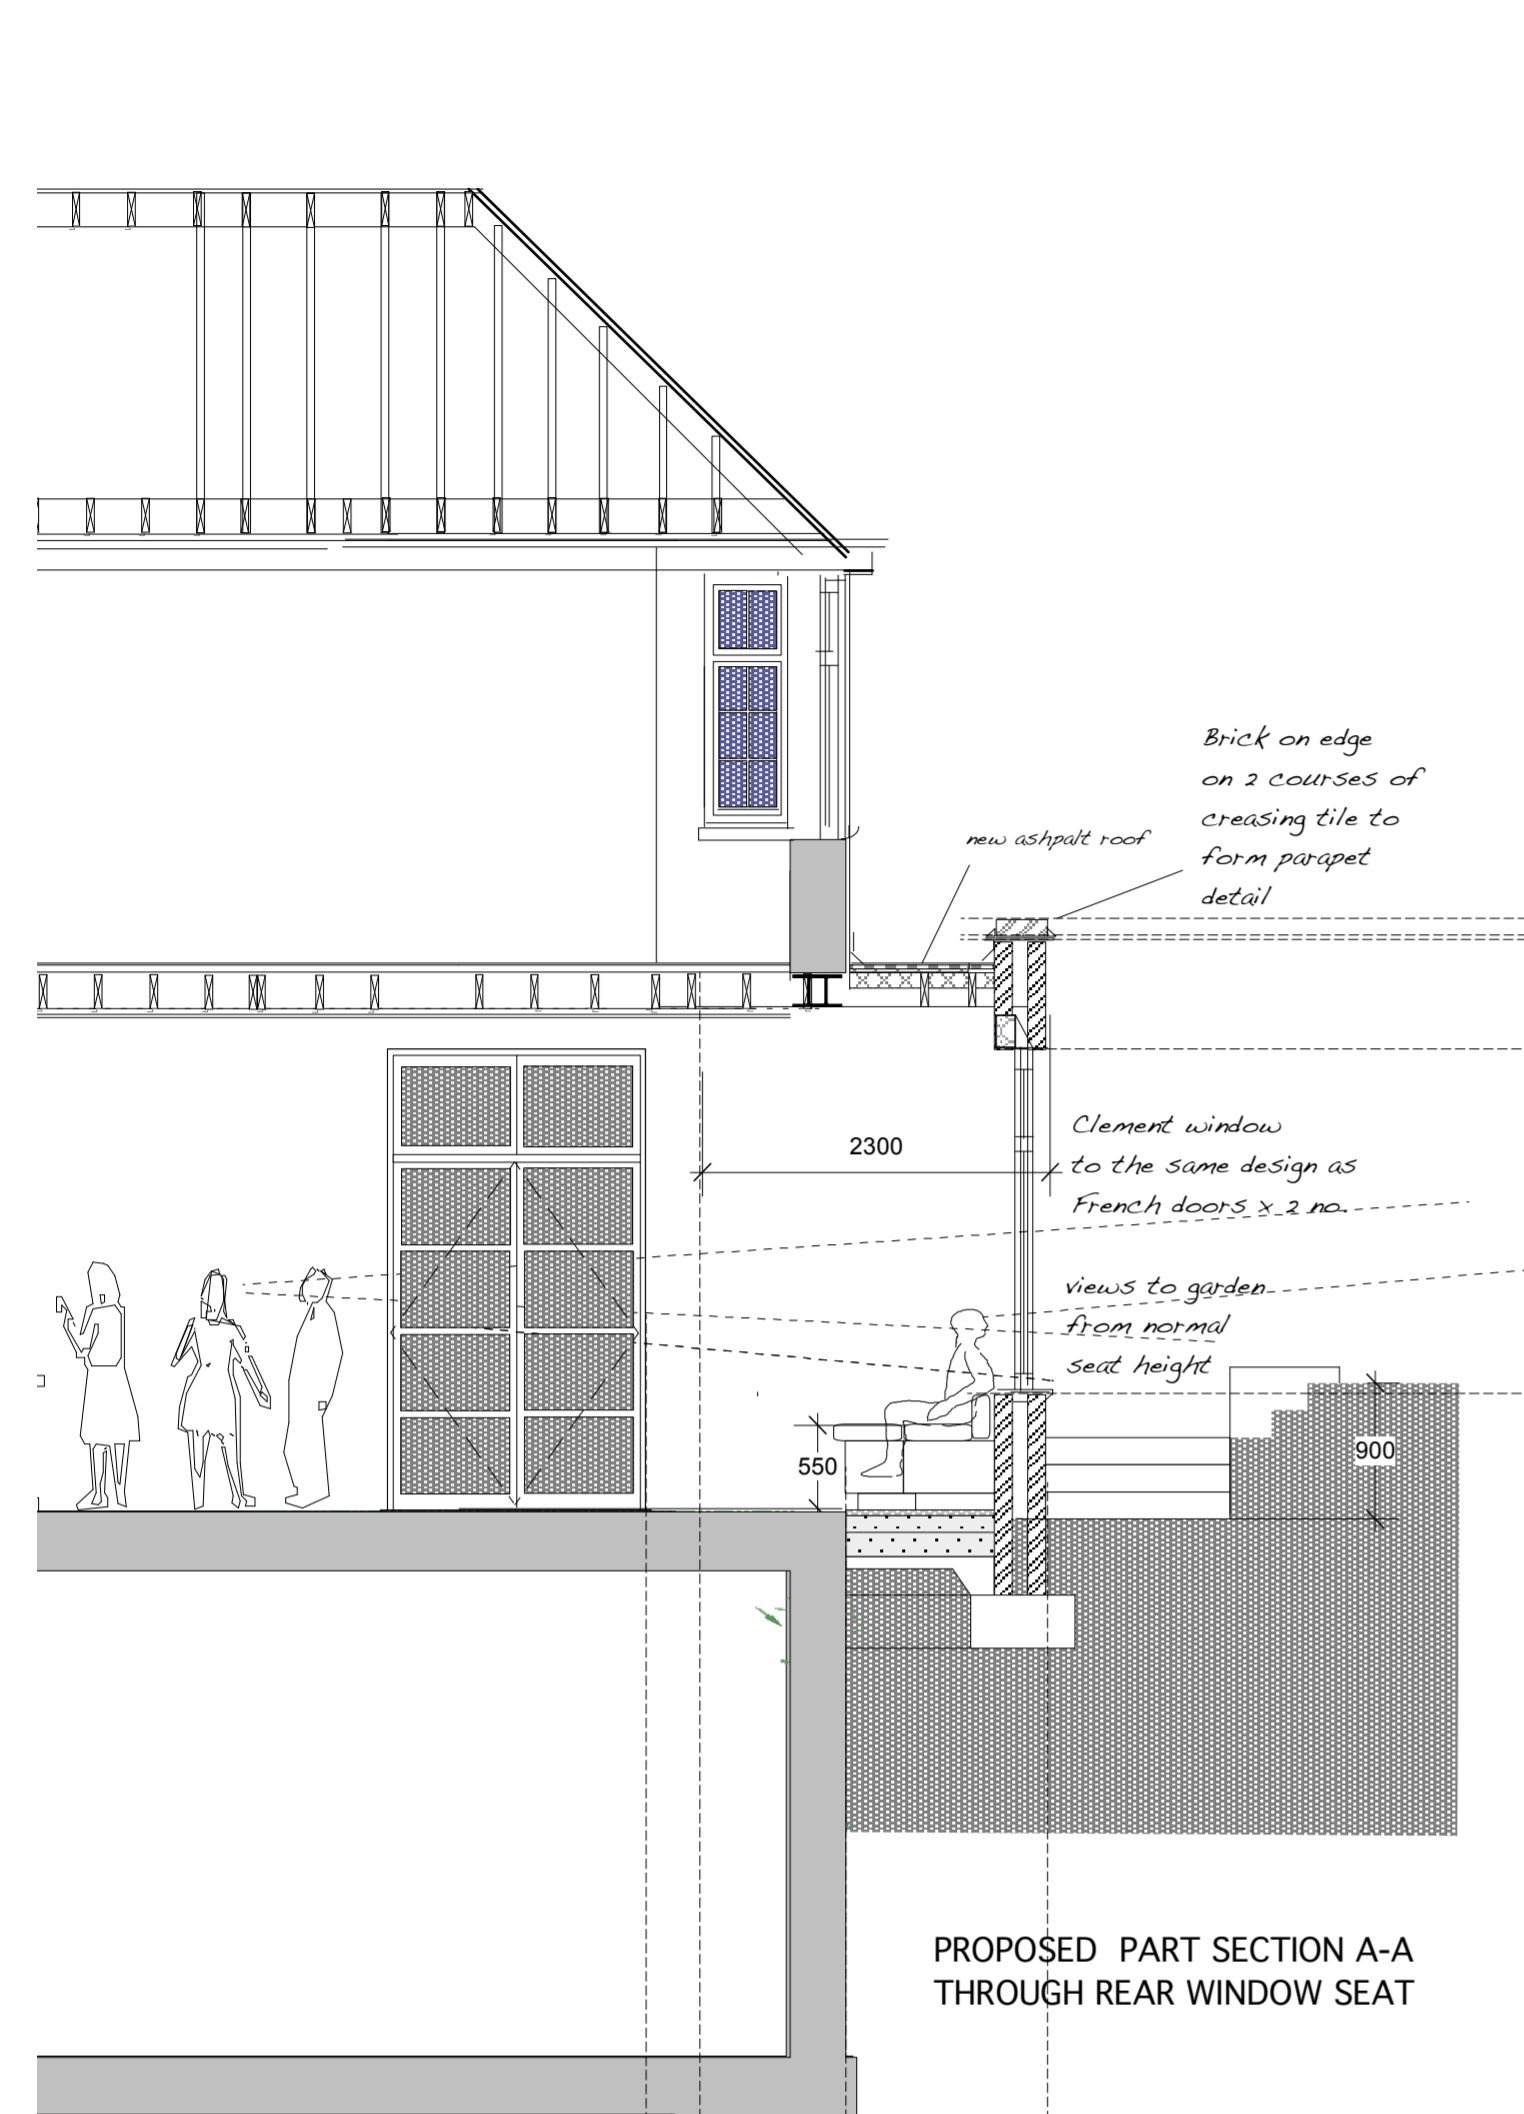 Brick on edge
on 2 courses of
creasing tile to
form parapet
detail
new ashpalt roof
2300
Clement window
to the same design as
French doors x 2 no.
views to garden
from normal
seat height
550
900
PROPOSED PART SECTION A-A
THROUGH REAR WINDOW SEAT